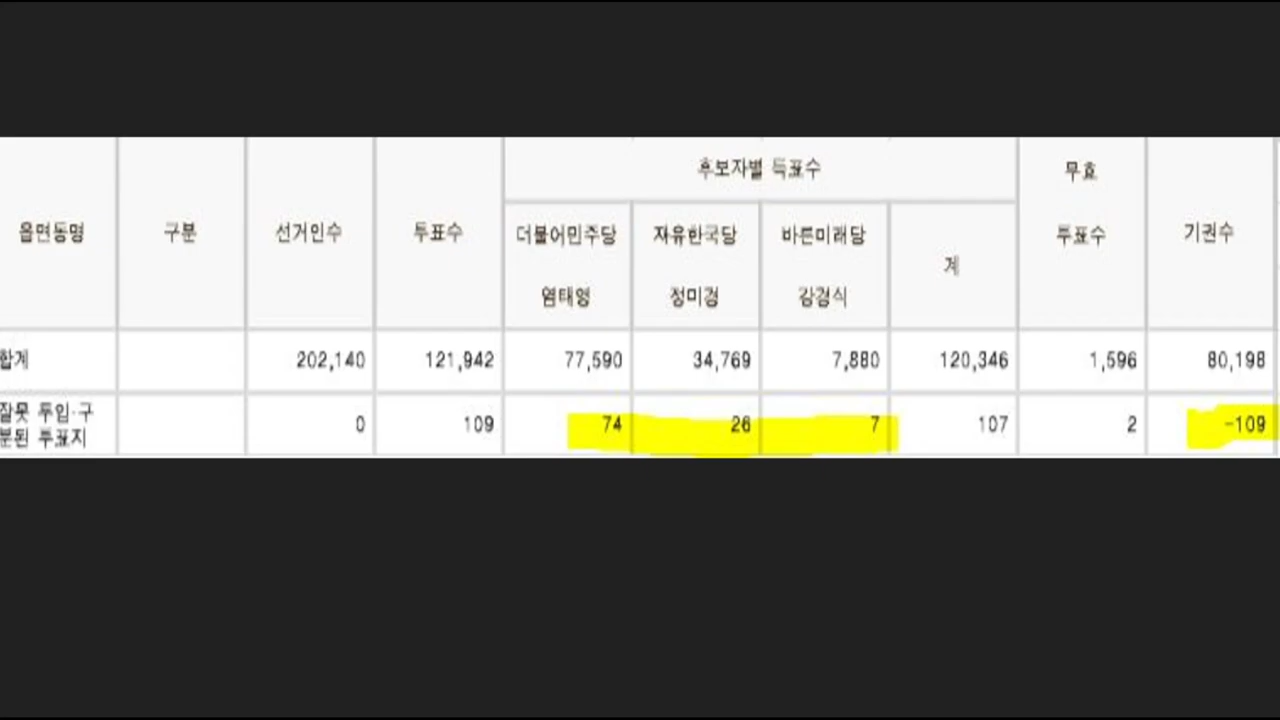 후보자별 득표수
무효
읍면동명 구분 선거인수 투표수 더불어민주당 자유한국당 바른미래당 계 투표수 기권수
염태영 정미경 강경식
합계 202,140 121,942 77,590 34,769 7,880 120,346 1,596 80,198
잘못 투입·구
분된 투표지 0 109 74 26 7 107 2 -109